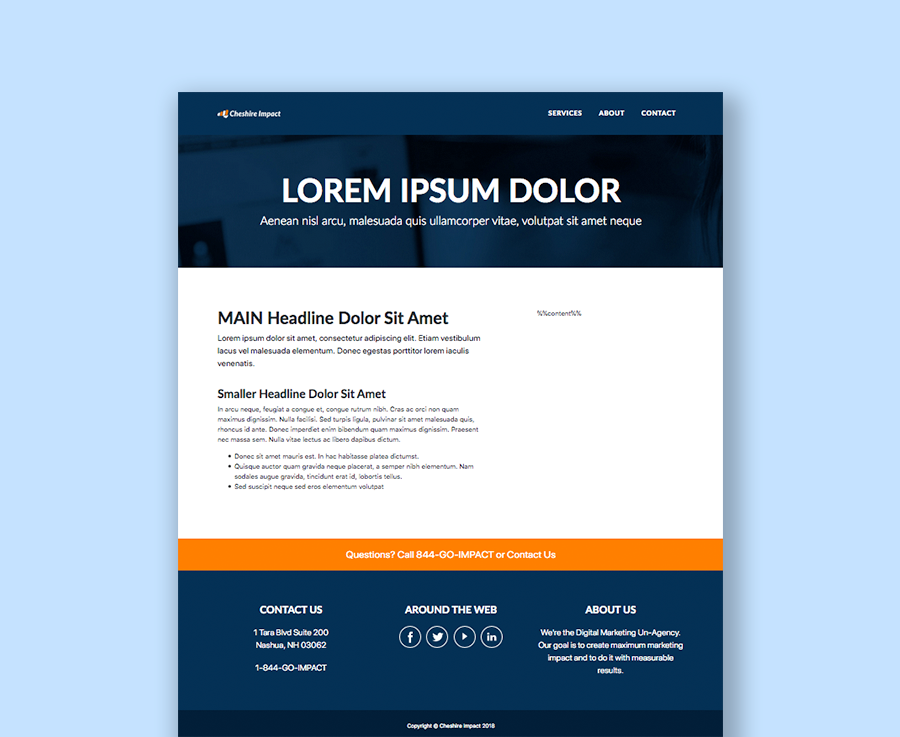 Cheshire Impact
SERVICES ABOUT CONTACT
LOREM IPSUM DOLOR
Aenean nisl arcu, malesuada quis ullamcorper vitae, volutpat sit amet neque
MAIN Headline Dolor Sit Amet
Lorem ipsum dolor sit amet, consectetur adipiscing elit. Etiam vestibulum
lacus vel malesuada elementum. Donec egestas porttitor lorem iaculis
venenatis.
Smaller Headline Dolor Sit Amet
In arcu neque, feugiat a congue et, congue rutrum nibh. Cras ac orci non quam
maximus dignissim. Nulla facilisi. Sed turpis ligula, pulvinar sit amet malesuada quis,
rhoncus id ante. Donec imperdiet enim bibendum quam maximus dignissim. Praesent
nec massa sem. Nulla vitae lectus ac libero dapibus dictum.
• Donec sit amet mauris est. In hac habitasse platea dictumst.
• Quisque auctor quam gravida neque placerat, a semper nibh elementum. Nam
sodales augue gravida, tincidunt erat id, lobortis tellus.
• Sed suscipit neque sed eros elementum volutpat
%%content%%
Questions? Call 844-GO-IMPACT or Contact Us
CONTACT US
1 Tara Blvd Suite 200
Nashua, NH 03062
1-844-GO-IMPACT
AROUND THE WEB
ABOUT US
We're the Digital Marketing Un-Agency.
Our goal is to create maximum marketing
impact and to do it with measurable
results.
Copyright © Cheshire Impact 2018